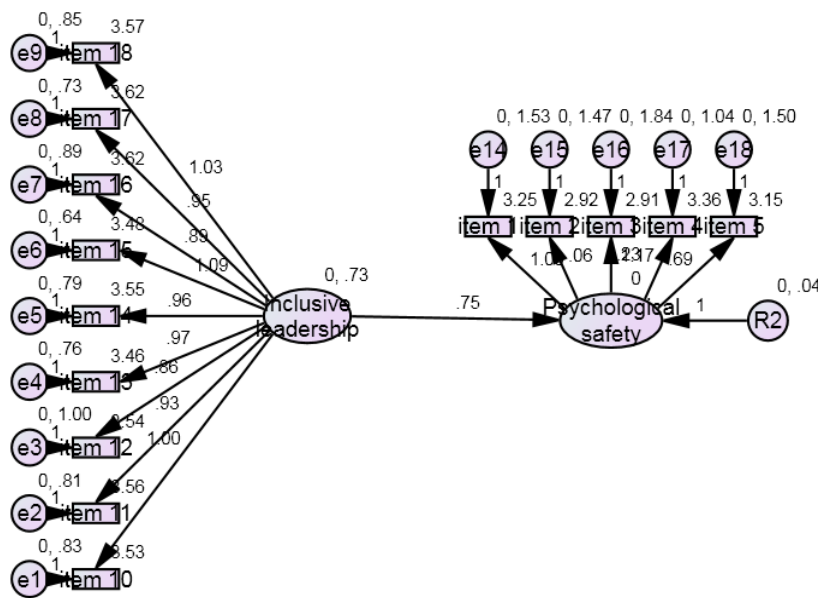 0, .85
3.57
1
e9
item 18
0, .73
3.62
1
e8
item 17
0, .89
3.62
1
e7
item 16
0, .64
3.48
1
e6
item 15
0, .79
3.55
1
e5
item 14
0, .76
3.46
1
e4
item 13
0, 1.00
1
e3
item 12
0, .81
3.56
1
e2
item 11
0, .83
3.53
1
e1
item 10
1.03
.95
.89
1.09
.96
.97
.86
.93
1.00
0, .73
Inclusive
leadership
.75
0, 1.53
0, 1.47
0, 1.84
0, 1.04
0, 1.50
e14
e15
e16
e17
e18
1
1
1
1
1
3.25
2.92
2.91
3.36
3.15
item 1
item 2
item 3
item 4
item 5
.06
.23
1.17
.69
0
Psychological
safety
1
0, .04
R2